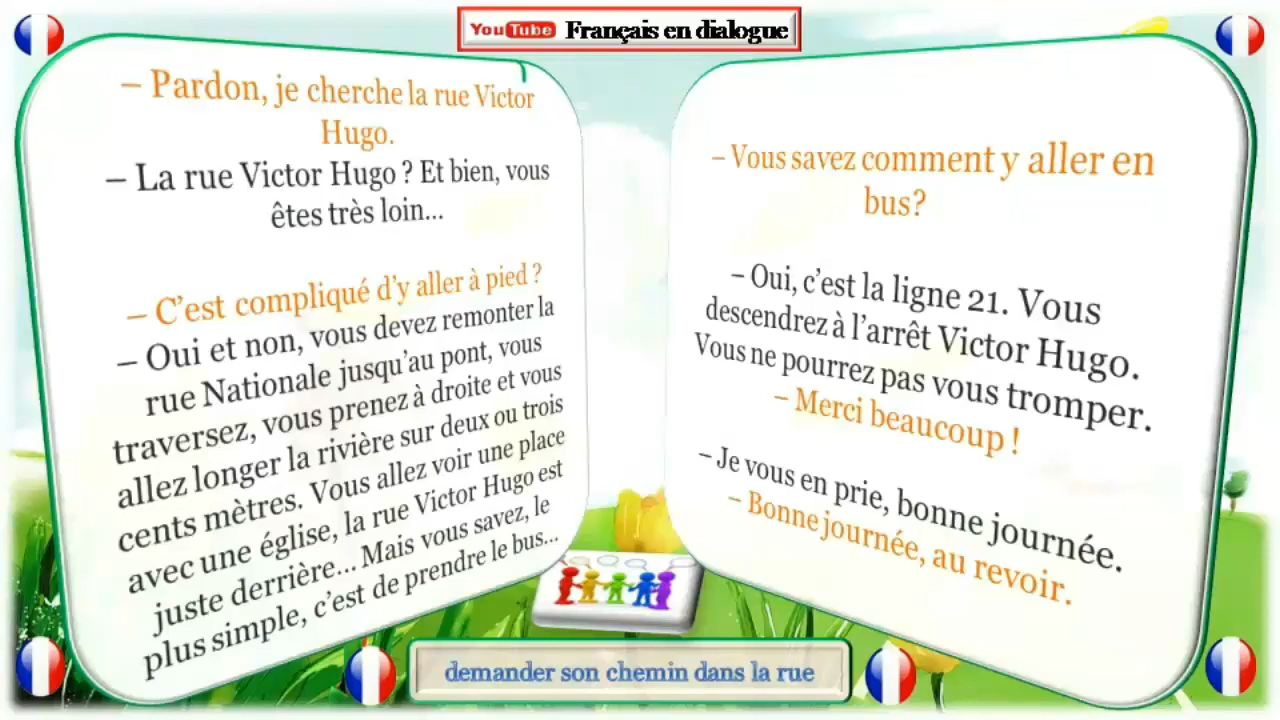 YouTube Français en dialogue
– Pardon, je cherche la rue Victor
Hugo.
– La rue Victor Hugo ? Et bien, vous
êtes très loin...
– C'est compliqué d'y aller à pied ?
– Oui et non, vous devez remonter la
rue Nationale jusqu'au pont, vous
traversez, vous prenez à droite et vous
allez longer la rivière sur deux ou trois
cents mètres. Vous allez voir une place
avec une église, la rue Victor Hugo est
juste derrière... Mais vous savez, le
plus simple, c'est de prendre le bus...
– Vous savez comment y aller en
bus?
– Oui, c'est la ligne 21. Vous
descendrez à l'arrêt Victor Hugo.
Vous ne pourrez pas vous tromper.
– Merci beaucoup !
– Je vous en prie, bonne journée.
– Bonne journée, au revoir.
demander son chemin dans la rue